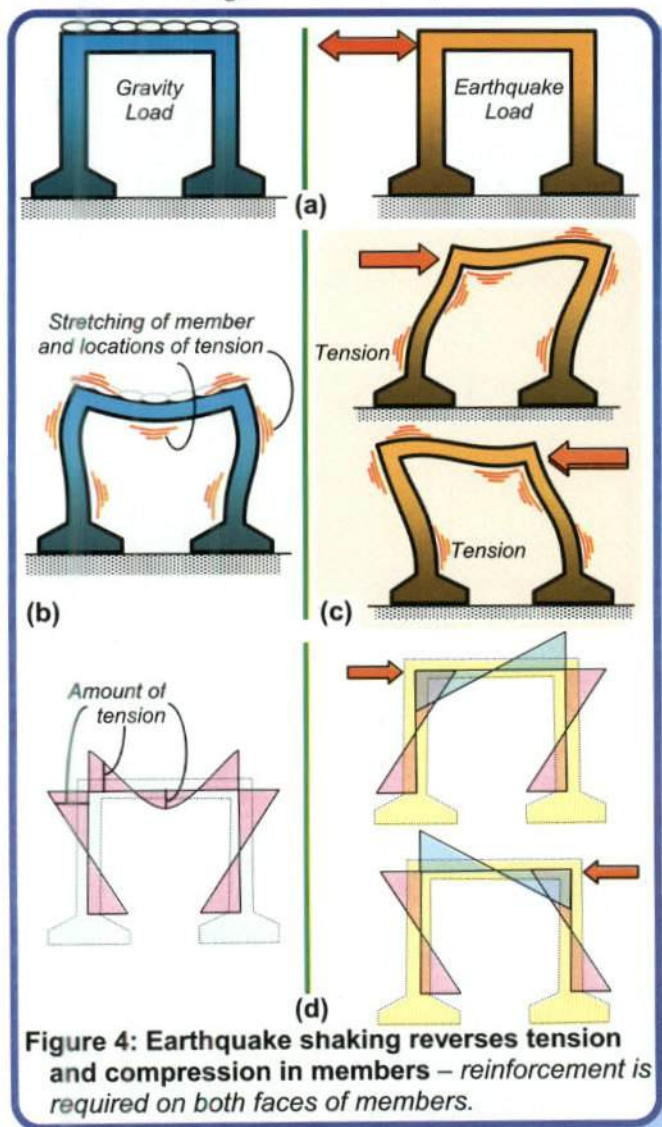 Gravity
Load
Earthquake
Load
(a)
Stretching of member
and locations of tension
Tension
Tension
(b)
(c)
Amount of
tension
(d)
Figure 4: Earthquake shaking reverses tension
and compression in members – reinforcement is
required on both faces of members.